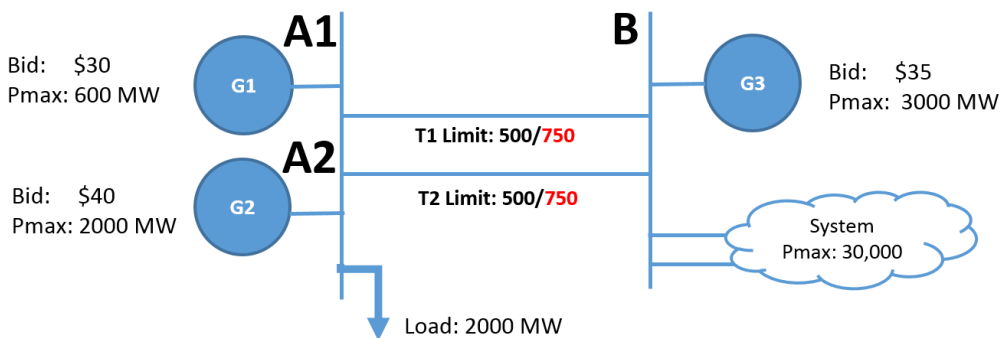 A1
B
Bid: $30
Pmax: 600 MW
G1
G3
Bid: $35
Pmax: 3000 MW
T1 Limit: 500/750
A2
T2 Limit: 500/750
Bid: $40
Pmax: 2000 MW
G2
System
Pmax: 30,000
Load: 2000 MW